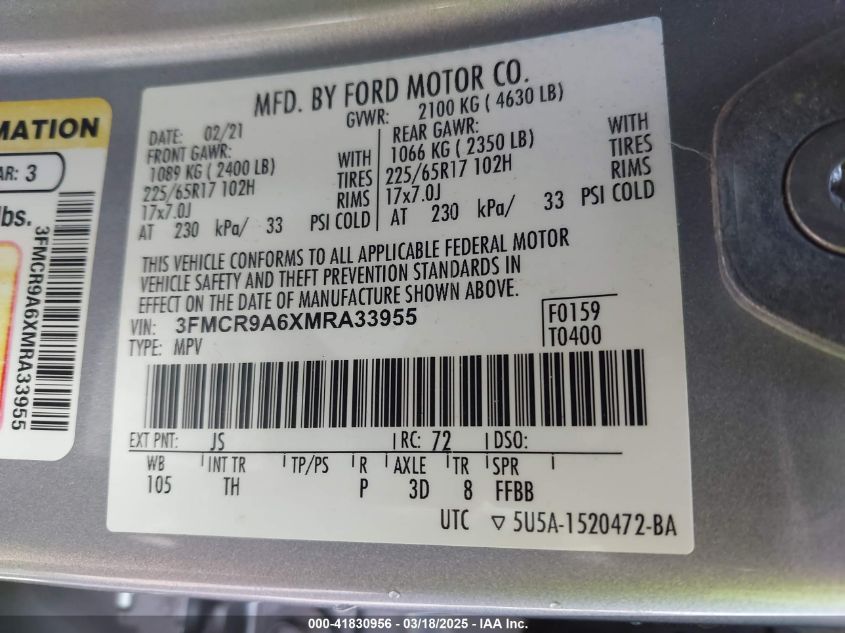 MATION
AR: 3
lbs.
3FMCR9A6XMRA33955
MFD. BY FORD MOTOR CO.
DATE: 02/21 GVWR: 2100 KG ( 4630 LB)
FRONT GAWR: REAR GAWR:
1089 KG ( 2400 LB) WITH 1066 KG ( 2350 LB) WITH
225/65R17 102H TIRES 225/65R17 102H TIRES
17x7.0J RIMS 17x7.0J RIMS
AT 230 kPa/ 33 PSI COLD AT 230 kPa/ 33 PSI COLD
THIS VEHICLE CONFORMS TO ALL APPLICABLE FEDERAL MOTOR
VEHICLE SAFETY AND THEFT PREVENTION STANDARDS IN
EFFECT ON THE DATE OF MANUFACTURE SHOWN ABOVE.
VIN: 3FMCR9A6XMRA33955 F0159
TYPE: MPV T0400
EXT PNT: JS RC: 72 DSO:
WB INT TR TP/PS R AXLE TR SPR
105 TH P 3D 8 FFBB
UTC ▽ 5U5A-1520472-BA
000-41830956 — 03/18/2025 — IAA Inc.